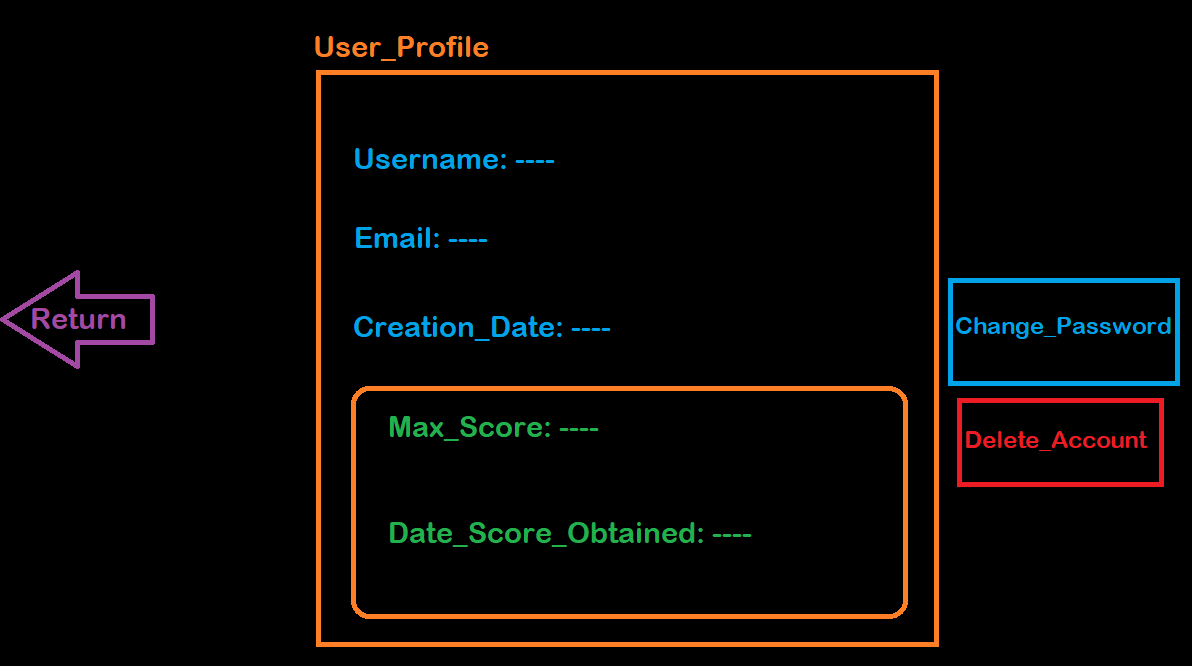 User_Profile
Username: ----
Email: ----
Creation_Date: ----
Return
Change_Password
Max_Score: ----
Delete_Account
Date_Score_Obtained: ----